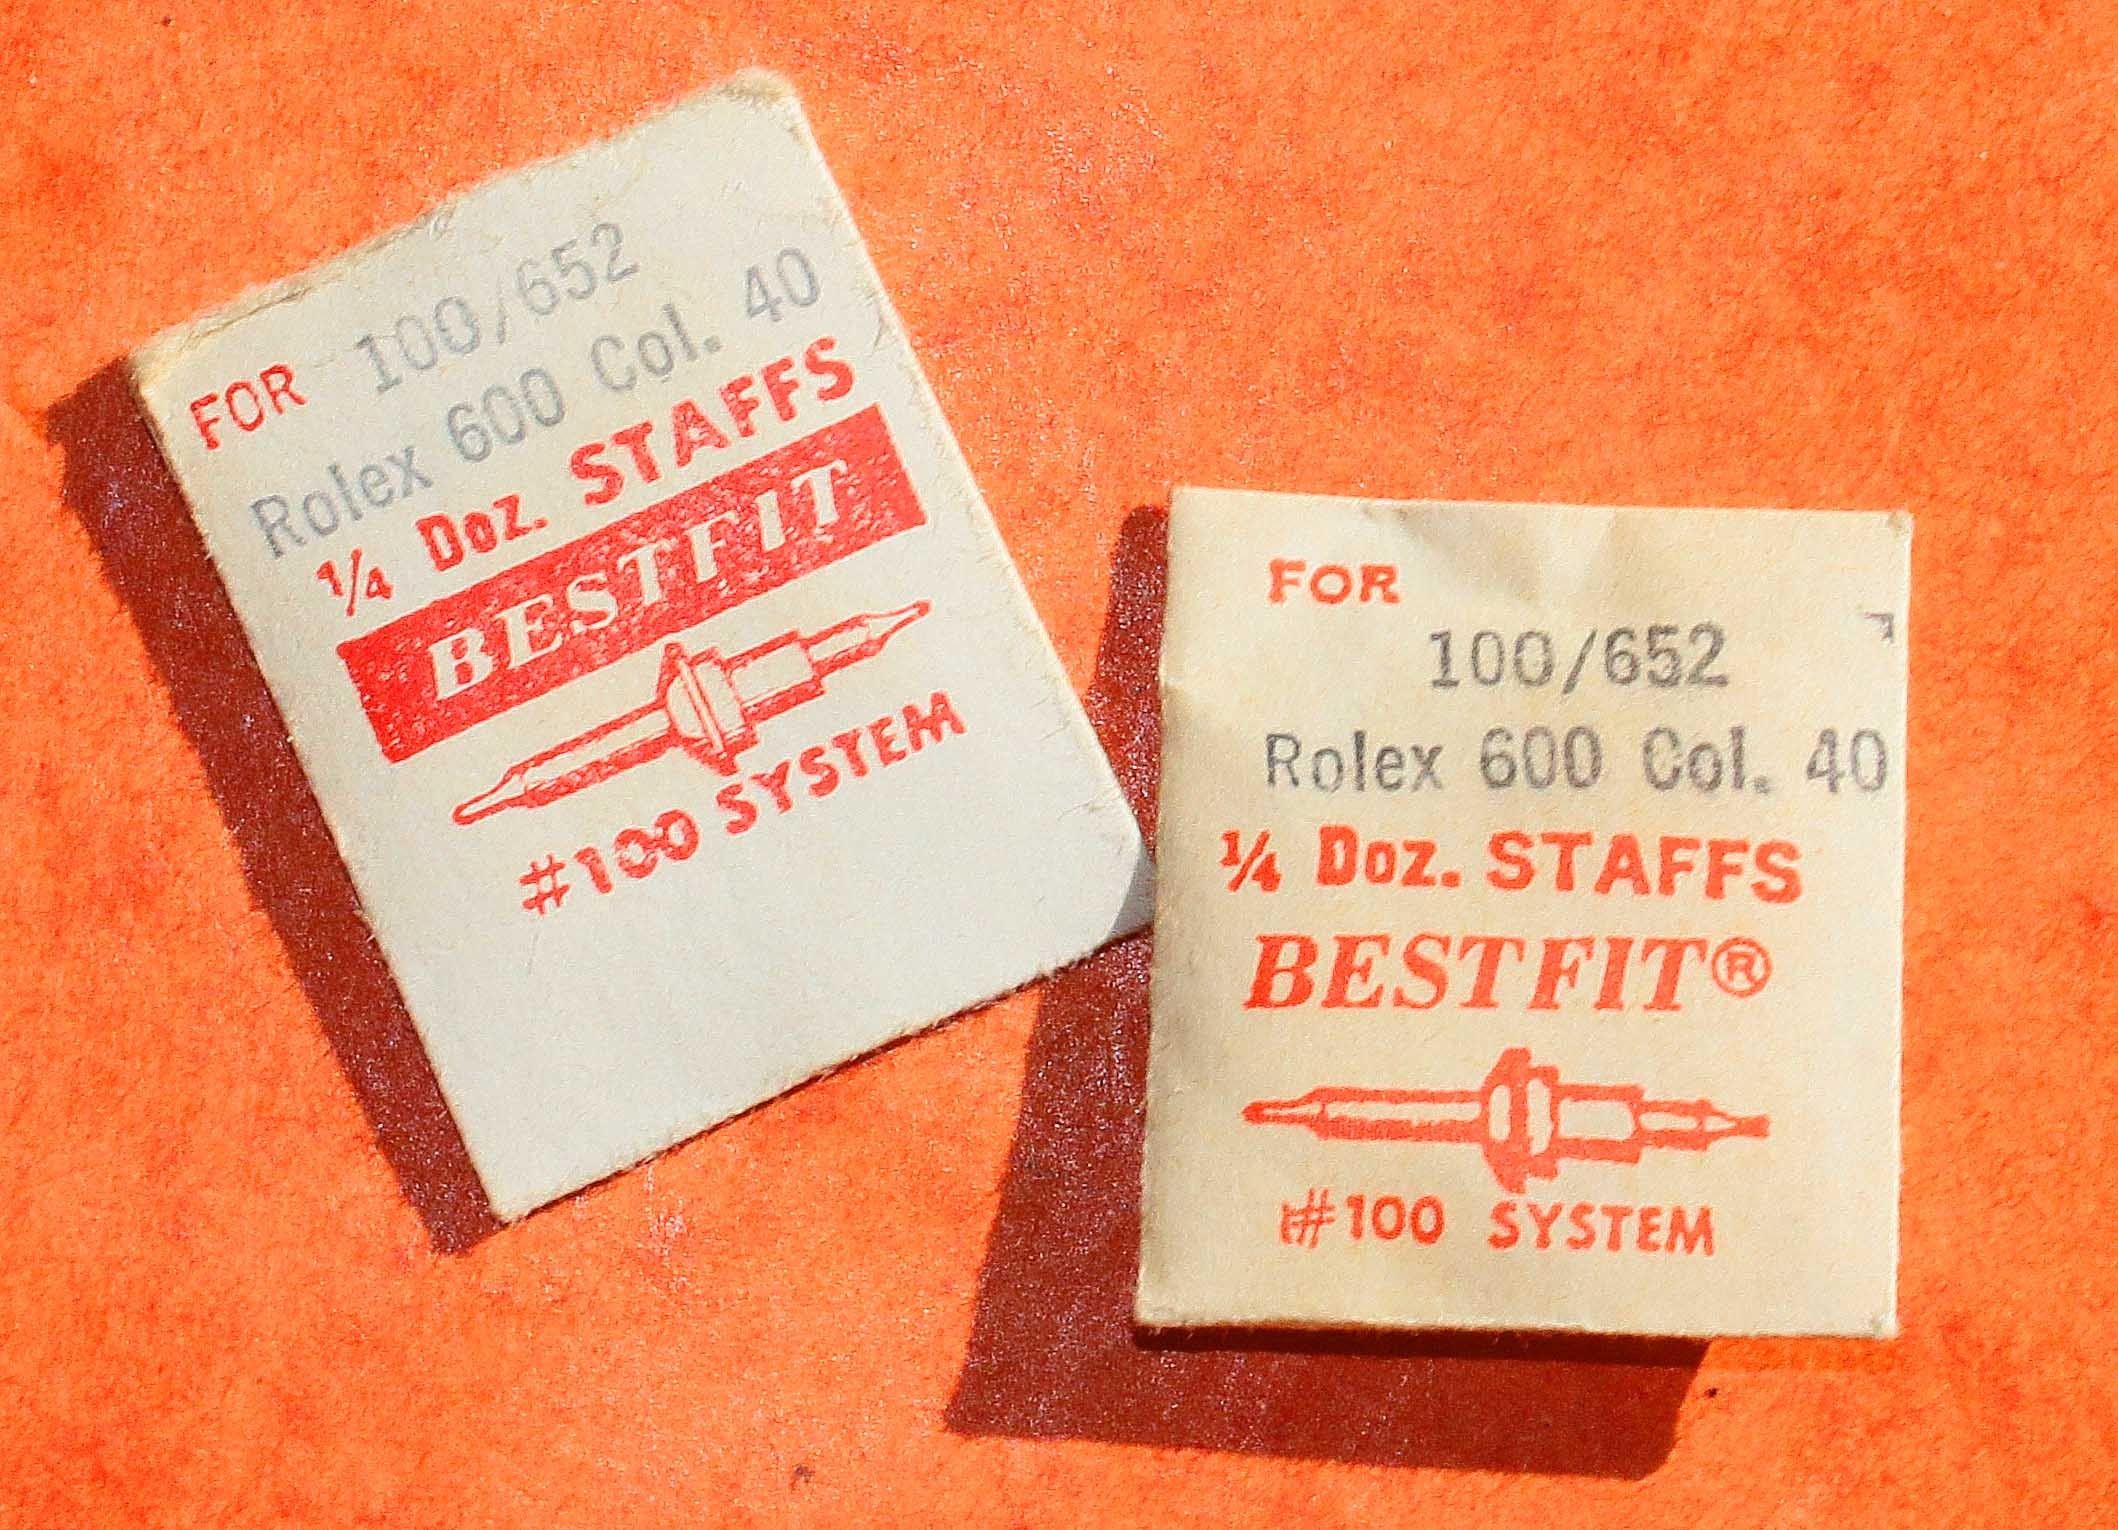 FOR 100/652
Rolex 600 Col. 40
1/4 Doz. STAFFS
BESTFIT
#100 SYSTEM
FOR
100/652
Rolex 600 Col. 40
1/4 Doz. STAFFS
BESTFIT®
#100 SYSTEM